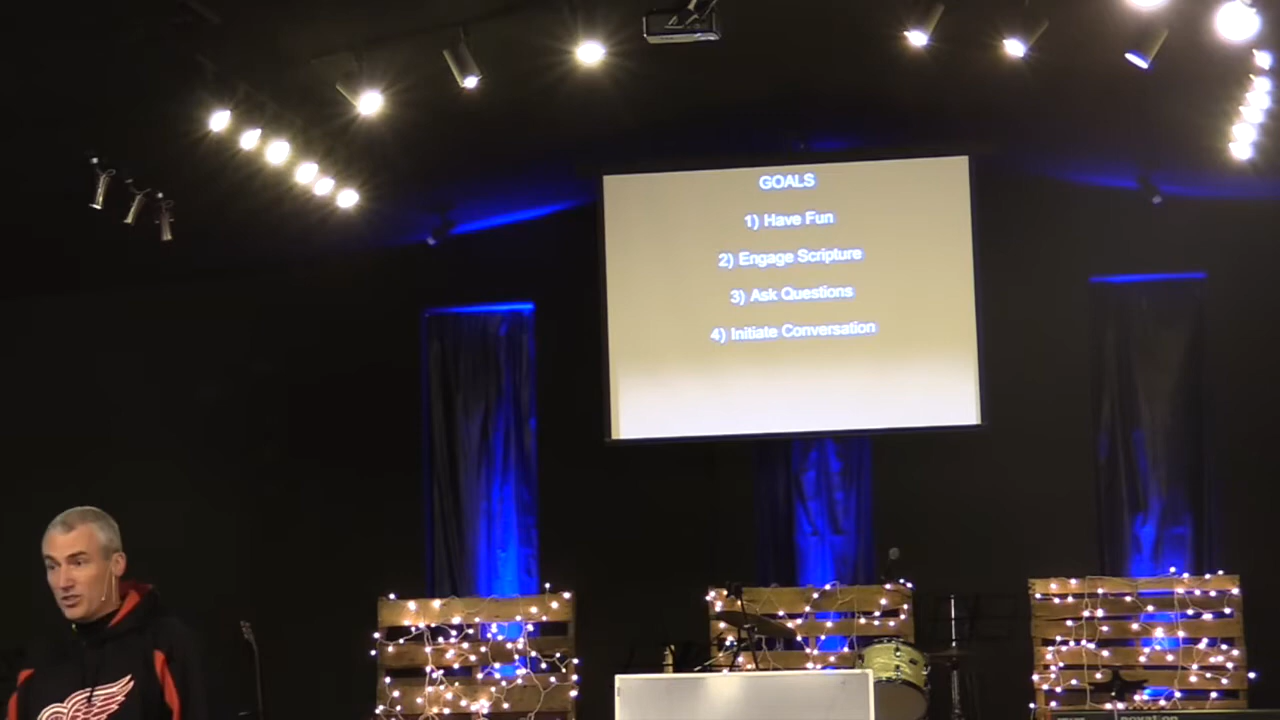 GOALS
1) Have Fun
2) Engage Scripture
3) Ask Questions
4) Initiate Conversation